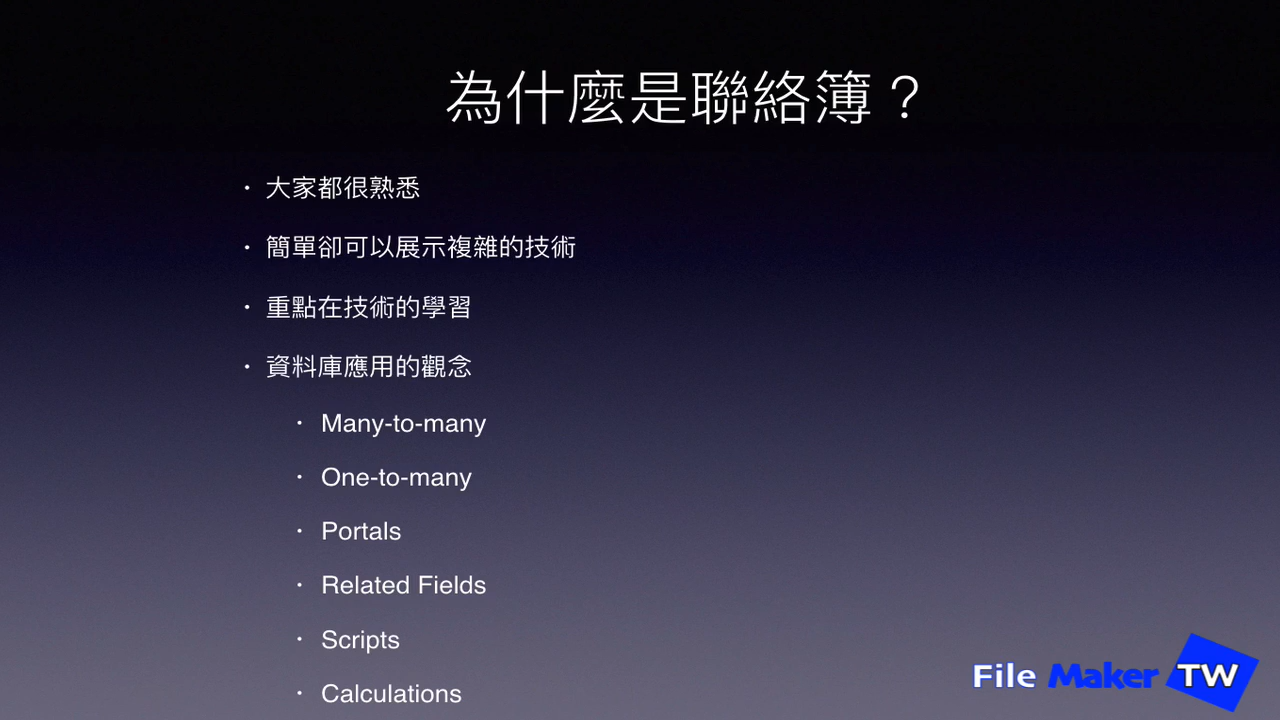 為什麼是聯絡簿？
• 大家都很熟悉
• 簡單卻可以展示複雜的技術
• 重點在技術的學習
• 資料庫應用的觀念
• Many-to-many
• One-to-many
• Portals
• Related Fields
• Scripts
• Calculations
File Maker TW